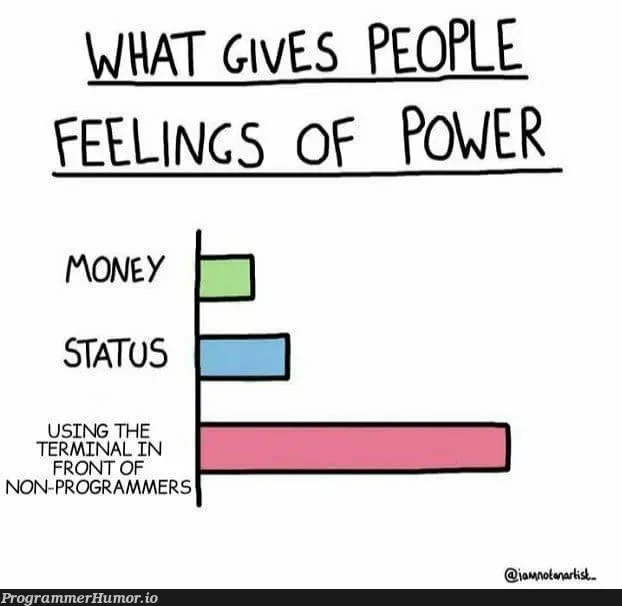 WHAT GIVES PEOPLE
FEELINGS OF POWER
MONEY
STATUS
USING THE
TERMINAL IN
FRONT OF
NON-PROGRAMMERS
@iamnotanartist_
ProgrammerHumor.io